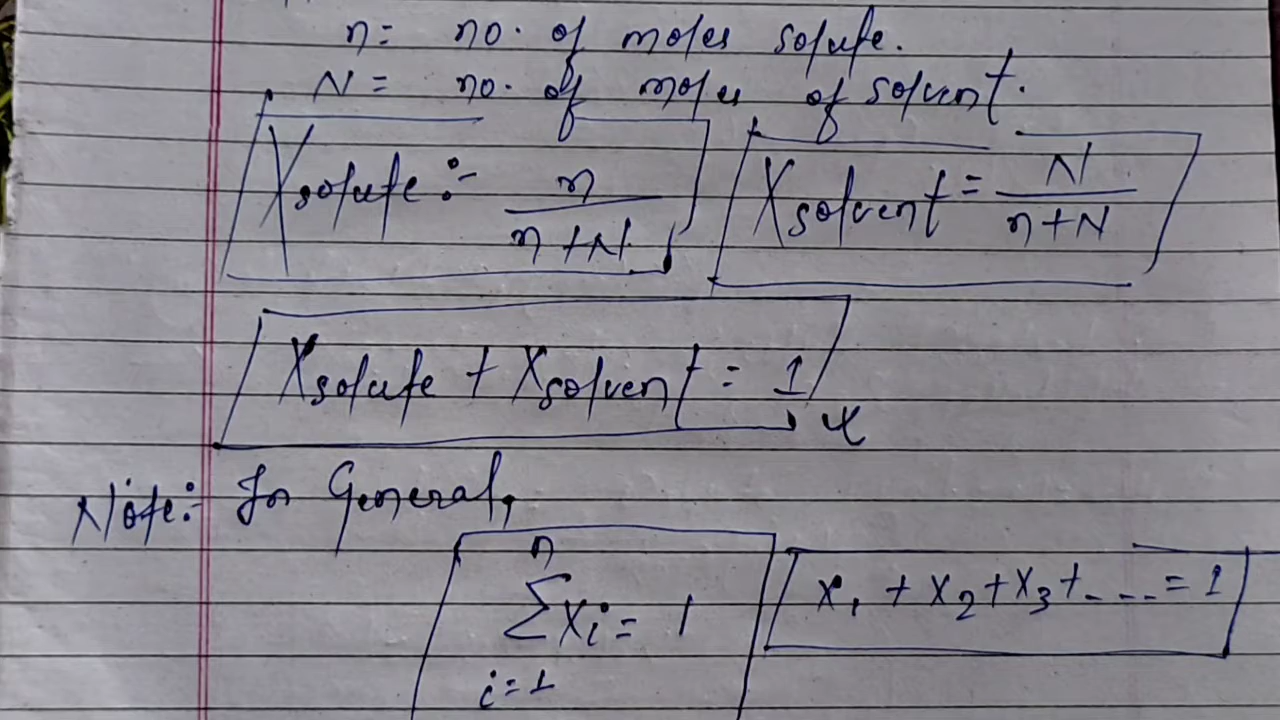 n = no. of moles solute.
N = no. of moles of solvent.
Xsolute :- n/n+N Xsolvent = N/n+N
Xsolute + Xsolvent = 1
Note:- In General,
n
∑xi = 1 x1 + x2 + x3 + ---- = 1
i=1